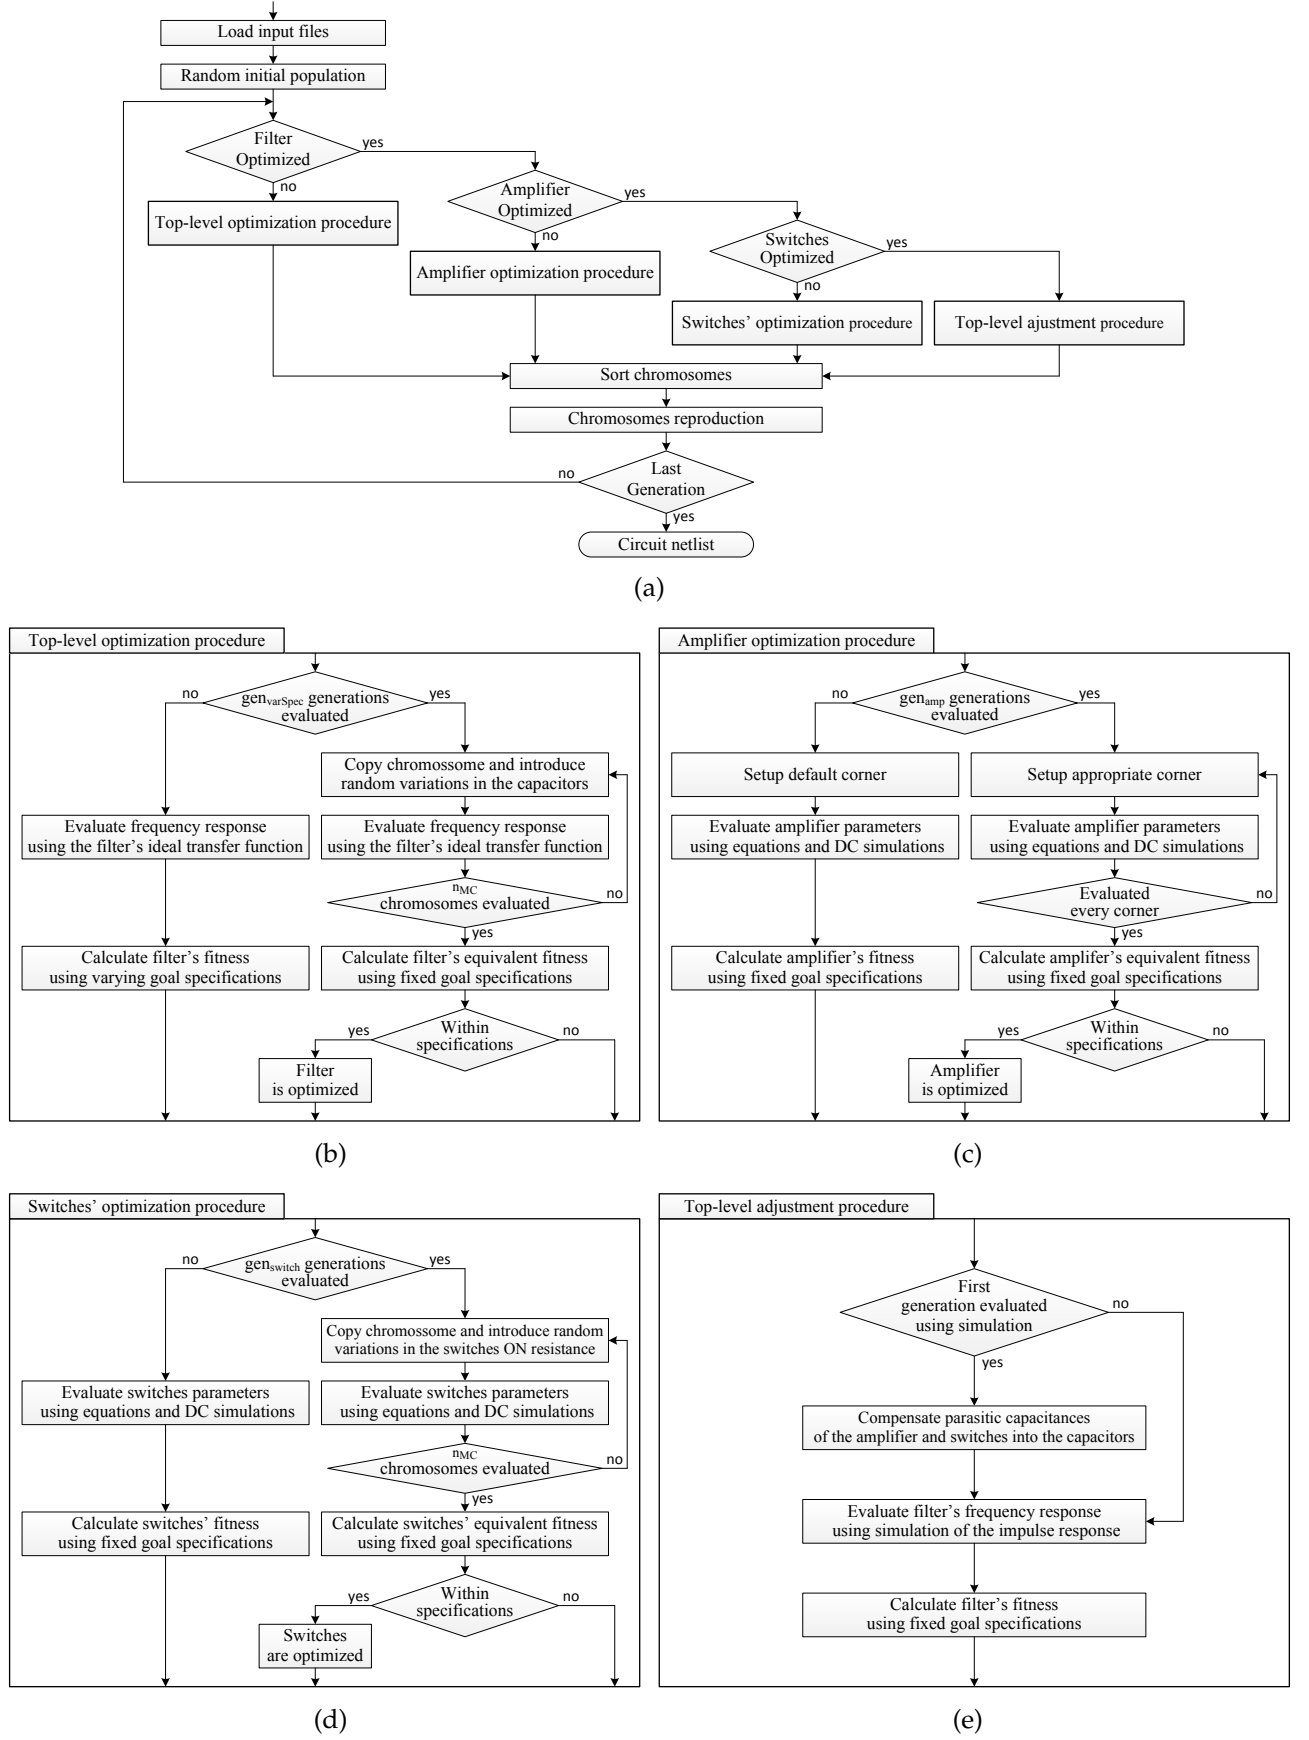 Load input files
Random initial population
Filter
Optimized
yes
no
Top-level optimization procedure
Amplifier
Optimized
yes
no
Amplifier optimization procedure
Switches
Optimized
yes
no
Switches' optimization procedure
Top-level ajustment procedure
Sort chromosomes
Chromosomes reproduction
Last
Generation
no
yes
Circuit netlist
(a)
Top-level optimization procedure
gen_varSpec generations
evaluated
no
yes
Copy chromossome and introduce
random variations in the capacitors
Evaluate frequency response
using the filter's ideal transfer function
Evaluate frequency response
using the filter's ideal transfer function
n_MC
chromosomes evaluated
no
yes
Calculate filter's fitness
using varying goal specifications
Calculate filter's equivalent fitness
using fixed goal specifications
Within
specifications
yes
no
Filter
is optimized
(b)
Amplifier optimization procedure
gen_amp generations
evaluated
no
yes
Setup default corner
Setup appropriate corner
Evaluate amplifier parameters
using equations and DC simulations
Evaluate amplifier parameters
using equations and DC simulations
Evaluated
every corner
no
yes
Calculate amplifier's fitness
using fixed goal specifications
Calculate amplifer's equivalent fitness
using fixed goal specifications
Within
specifications
yes
no
Amplifier
is optimized
(c)
Switches' optimization procedure
gen_switch generations
evaluated
no
yes
Copy chromossome and introduce random
variations in the switches ON resistance
Evaluate switches parameters
using equations and DC simulations
Evaluate switches parameters
using equations and DC simulations
n_MC
chromosomes evaluated
no
yes
Calculate switches' fitness
using fixed goal specifications
Calculate switches' equivalent fitness
using fixed goal specifications
Within
specifications
yes
no
Switches
are optimized
(d)
Top-level adjustment procedure
First
generation evaluated
using simulation
no
yes
Compensate parasitic capacitances
of the amplifier and switches into the capacitors
Evaluate filter's frequency response
using simulation of the impulse response
Calculate filter's fitness
using fixed goal specifications
(e)